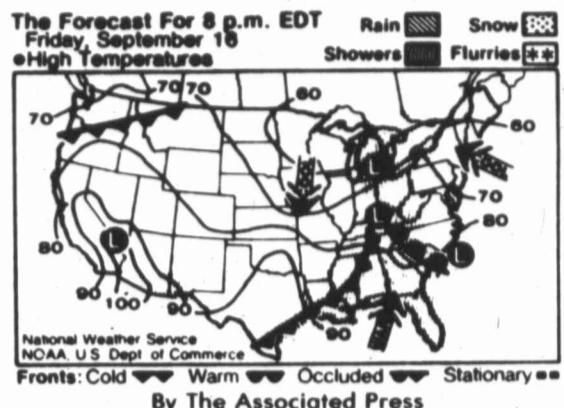 The Forecast For 8 p.m. EDT
Friday, September 16
●High Temperatures
Rain Snow
Showers Flurries
70 70 70 60
60
70
80
80
90 100 90 90
L
L
L
L
National Weather Service
NOAA, U S Dept of Commerce
Fronts: Cold Warm Occluded Stationary
By The Associated Press